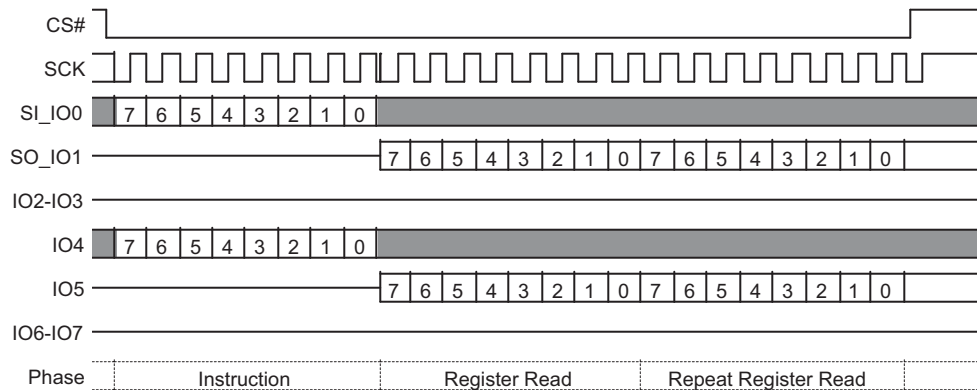 CS#
SCK
SI_IO0 7 6 5 4 3 2 1 0
SO_IO1 7 6 5 4 3 2 1 0 7 6 5 4 3 2 1 0
IO2-IO3
IO4 7 6 5 4 3 2 1 0
IO5 7 6 5 4 3 2 1 0 7 6 5 4 3 2 1 0
IO6-IO7
Phase Instruction Register Read Repeat Register Read